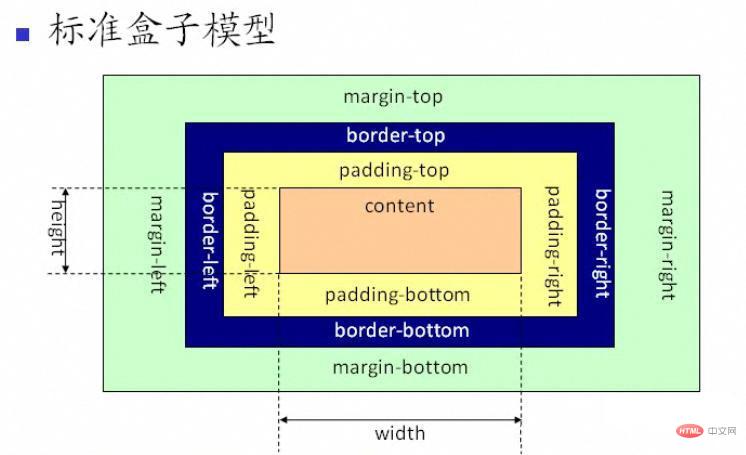 标准盒子模型
margin-top
border-top
padding-top
content
height
margin-left
border-left
padding-left
padding-right
border-right
margin-right
padding-bottom
border-bottom
margin-bottom
width
HTML 中文网